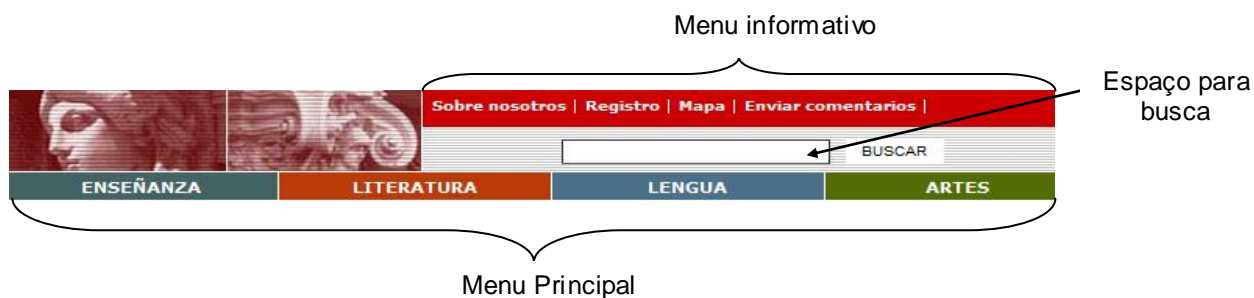 Menu informativo
Espaço para
busca
Sobre nosotros | Registro | Mapa | Enviar comentarios |
BUSCAR
ENSEÑANZA LITERATURA LENGUA ARTES
Menu Principal